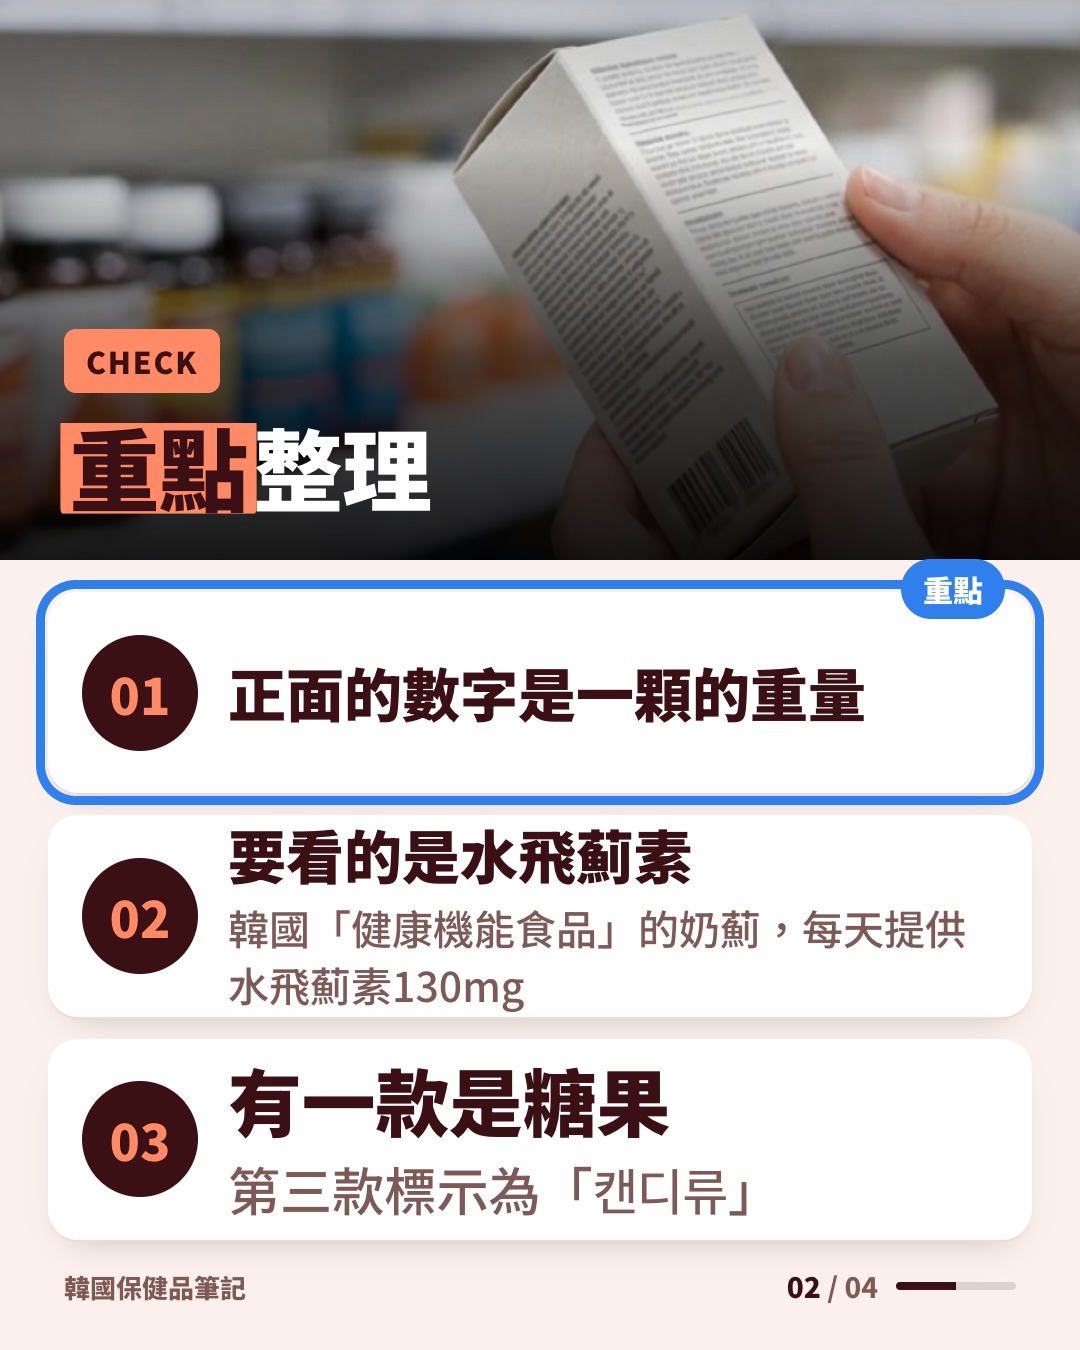 CHECK
重點整理
重點
01
正面的數字是一顆的重量
02
要看的是水飛薊素
韓國「健康機能食品」的奶薊，每天提供
水飛薊素130mg
03
有一款是糖果
第三款標示為「캔디류」
韓國保健品筆記
02 / 04